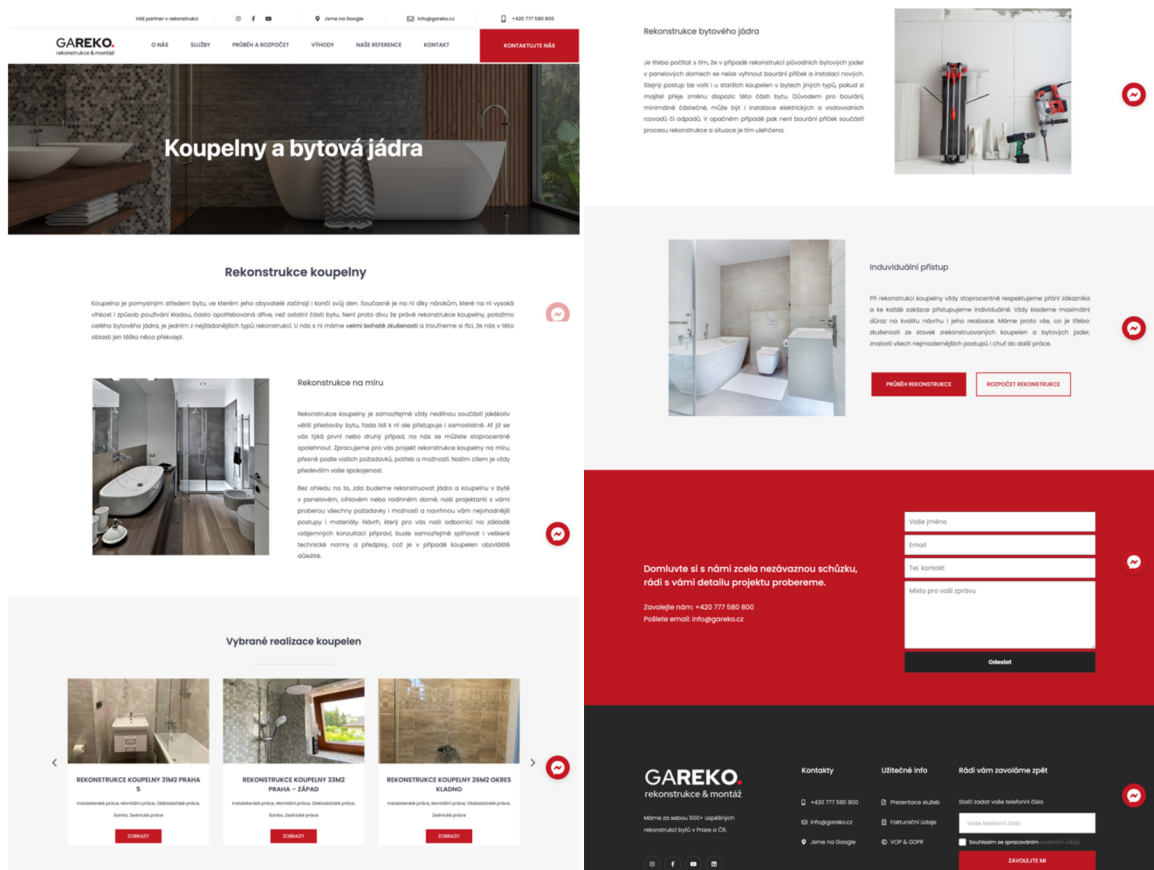 Váš partner v rekonstrukci.
Jsme na Google
info@gareko.cz
+420 777 580 800
GAREKO.
rekonstrukce & montáž
O NÁS
SLUŽBY
PRŮBĚH A ROZPOČET
VÝHODY
NAŠE REFERENCE
KONTAKT
KONTAKTUJTE NÁS
Koupelny a bytová jádra
Rekonstrukce koupelny
Koupelna je pomyslným středem bytu, ve kterém jeho obyvatelé začínají i končí svůj den. Současně je na ní díky nárokům, které na ní vysoká
vlhkost i způsob používání kladou, často opotřebovaná dříve, než ostatní části bytu. Není proto divu že právě rekonstrukce koupelny, potažmo
celého bytového jádra, je jedním z nejžádanějších typů rekonstrukcí. U nás s ní máme velmi bohaté zkušenosti a troufneme si říci, že nás v této
oblasti jen těžko něco překvapí.
Rekonstrukce na míru
Rekonstrukce koupelny je samozřejmě vždy nedílnou součástí jakékoliv
větší přestavby bytu, řada lidí k ní ale přistupuje i samostatně. Ať již se
vás týká první nebo druhý případ, na nás se můžete stoprocentně
spolehnout. Zpracujeme pro vás projekt rekonstrukce koupelny na míru,
přesně podle vašich požadavků, potřeb a možností. Naším cílem je vždy
především vaše spokojenost.
Bez ohledu na to, zda budeme rekonstruovat jádro a koupelnu v bytě
v panelovém, cihlovém nebo rodinném domě, naši projektanti s vámi
proberou všechny požadavky i možnosti a navrhnou vám nejvhodnější
postupy i materiály. Návrh, který pro vás naši odborníci na základě
vzájemných konzultací připraví, bude samozřejmě splňovat i veškeré
technické normy a předpisy, což je v případě koupelen obzvláště
důležité.
Vybrané realizace koupelen
REKONSTRUKCE KOUPELNY 31M2 PRAHA
5
Instalatérské práce, Montážní práce, Obkladačské práce,
Sanita, Zednické práce
ZOBRAZIT
REKONSTRUKCE KOUPELNY 33M2
PRAHA – ZÁPAD
Instalatérské práce, Montážní práce, Obkladačské práce,
Sanita, Zednické práce
ZOBRAZIT
REKONSTRUKCE KOUPELNY 26M2 OKRES
KLADNO
Instalatérské práce, Montážní práce, Obkladačské práce,
Zednické práce
ZOBRAZIT
Rekonstrukce bytového jádra
Je třeba počítat s tím, že v případě rekonstrukcí původních bytových jader
v panelových domech se nelze vyhnout bourání příček a instalaci nových.
Stejný postup lze volit i u starších koupelen v bytech jiných typů, pokud si
majitel přeje změnu dispozic této části bytu. Důvodem pro bourání,
minimálně částečné, může být i instalace elektrických a vodovodních
rozvodů či odpadů. V opačném případě pak není bourání příček součástí
procesu rekonstrukce a situace je tím ulehčena.
Induviduální přístup
Při rekonstrukci koupelny vždy stoprocentně respektujeme přání zákazníka
a ke každé zakázce přistupujeme individuálně. Vždy klademe maximální
důraz na kvalitu návrhu i jeho realizace. Máme proto vše, co je třeba:
zkušenosti ze stovek zrekonstruovaných koupelen a bytových jader,
znalosti všech nejmodernějších postupů i chuť do další práce.
PRŮBĚH REKONSTRUKCE
ROZPOČET REKONSTRUKCE
Domluvte si s námi zcela nezávaznou schůzku,
rádi s vámi detailu projektu probereme.
Zavolejte nám: +420 777 580 800
Pošlete email: info@gareko.cz
Vaše jméno
Email
Tel. kontakt
Místo pro vaši zprávu
Odeslat
GAREKO.
rekonstrukce & montáž
Máme za sebou 500+ úspěšných
rekonstrukcí bytů v Praze a ČR.
Kontakty
+420 777 580 800
info@gareko.cz
Jsme na Google
Užitečné info
Prezentace služeb
Fakturační údaje
VOP & GDPR
Rádi vám zavoláme zpět
Stačí zadat vaše telefonní číslo
Vaše telefonní číslo
Souhlasím se zpracováním osobních údajů
ZAVOLEJTE MI